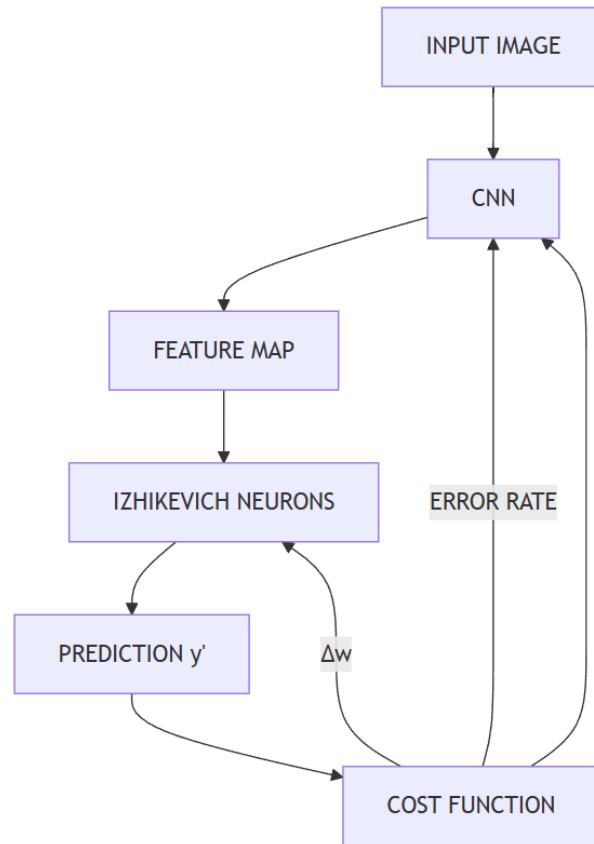 INPUT IMAGE
CNN
FEATURE MAP
IZHIKEVICH NEURONS
ERROR RATE
PREDICTION y'
Δw
COST FUNCTION